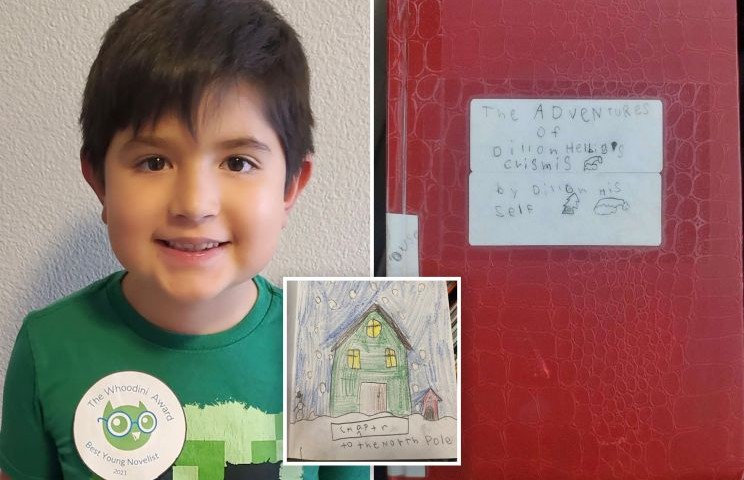 The Whoodini Award
Best Young Novelist
2021
The ADVENTURES
OF
Dillon Helbig's
crismis
by Dillon His
Self
chaptr
to the NORTH Pole